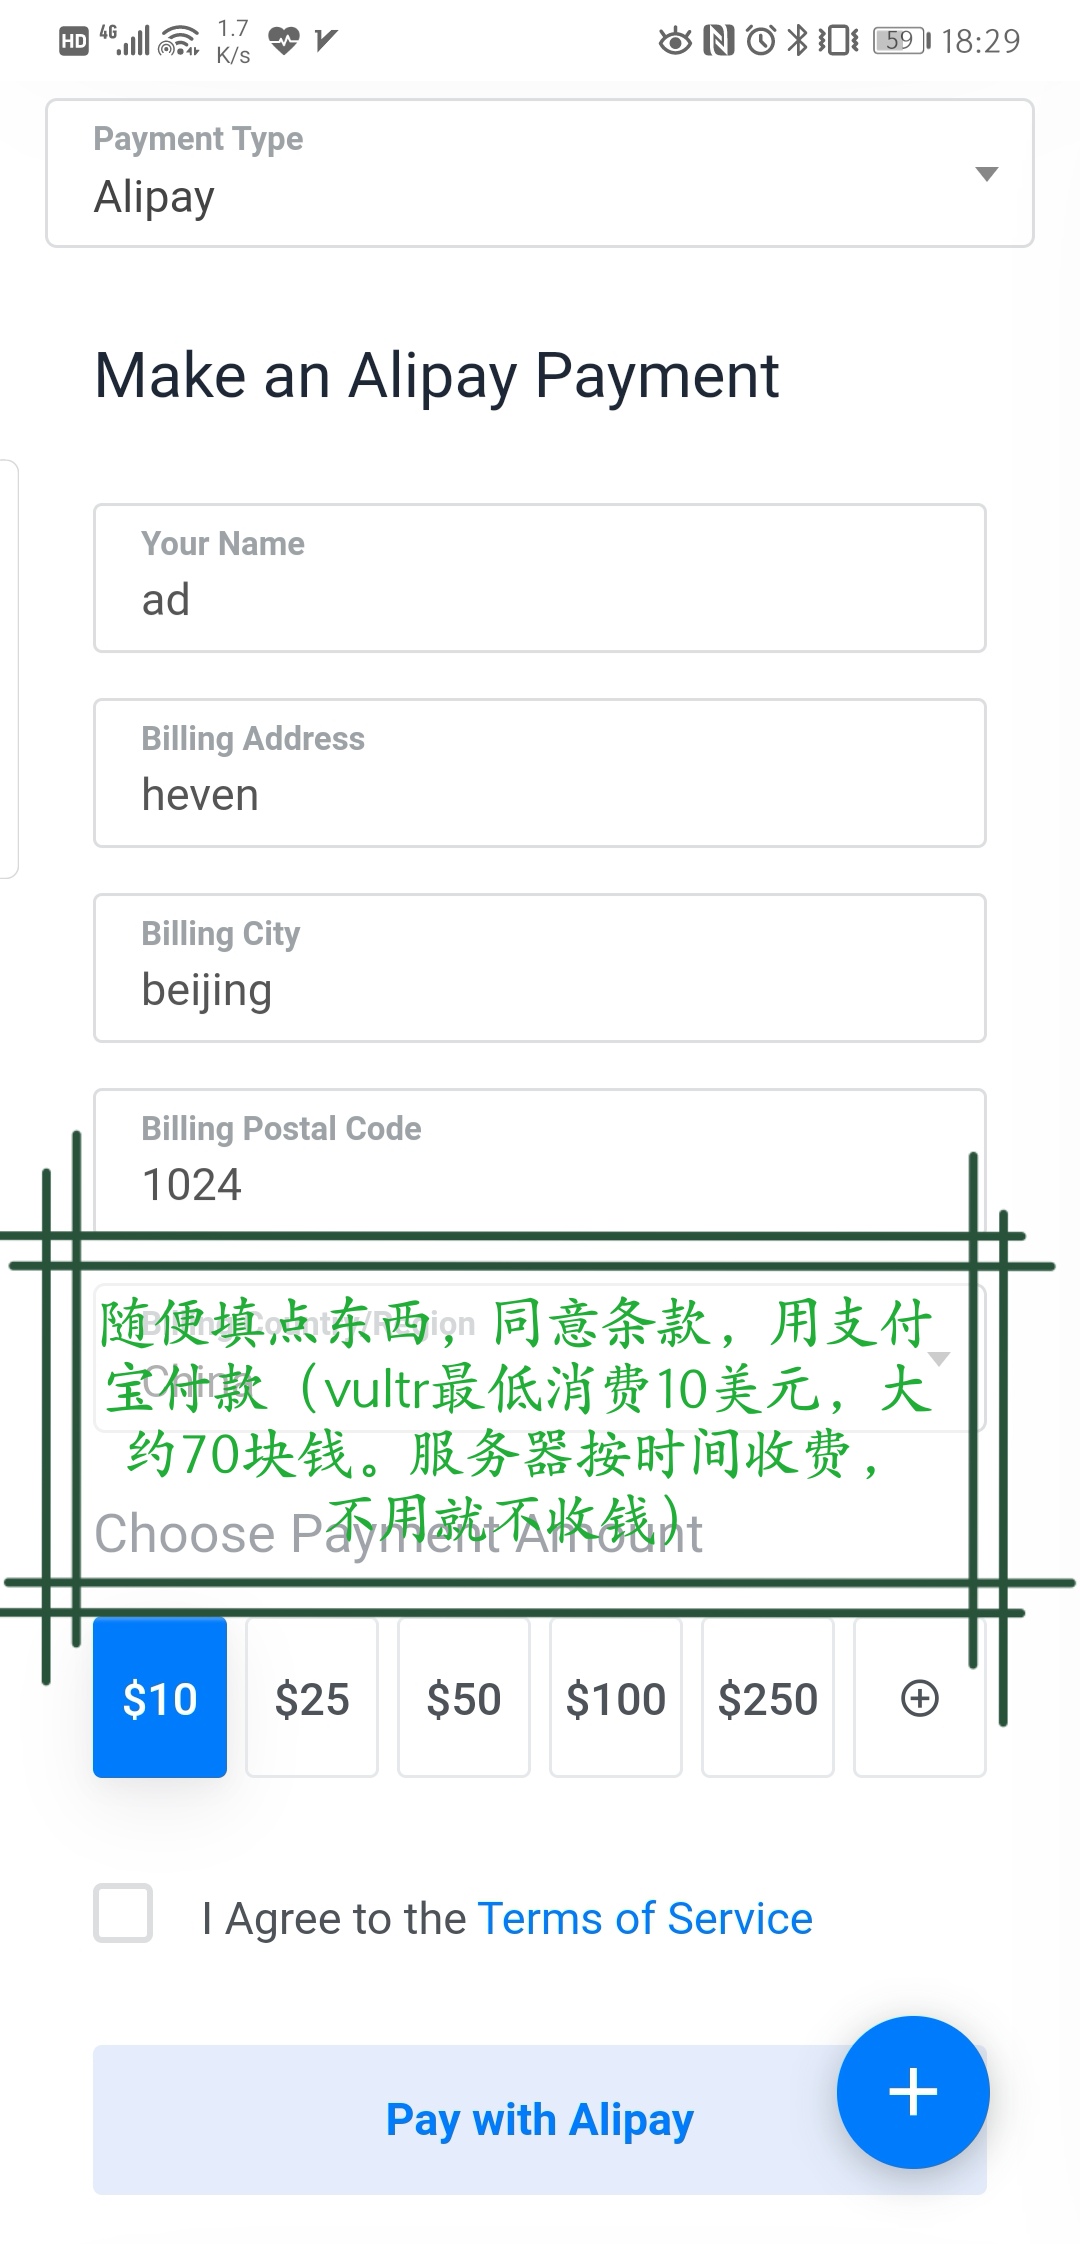 HD 4G 1.7 K/s 59 18:29
Payment Type
Alipay
Make an Alipay Payment
Your Name
ad
Billing Address
heven
Billing City
beijing
Billing Postal Code
1024
Billing Country/Region
China
随便填点东西，同意条款，用支付
宝付款（vultr最低消费10美元，大
约70块钱。服务器按时间收费，
不用就不收钱）
Choose Payment Amount
$10 $25 $50 $100 $250
I Agree to the Terms of Service
Pay with Alipay